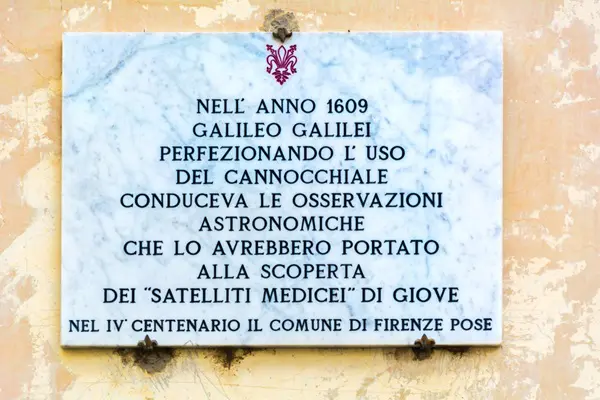 NELL' ANNO 1609
GALILEO GALILEI
PERFEZIONANDO L' USO
DEL CANNOCCHIALE
CONDUCEVA LE OSSERVAZIONI
ASTRONOMICHE
CHE LO AVREBBERO PORTATO
ALLA SCOPERTA
DEI "SATELLITI MEDICEI" DI GIOVE
NEL IV° CENTENARIO IL COMUNE DI FIRENZE POSE